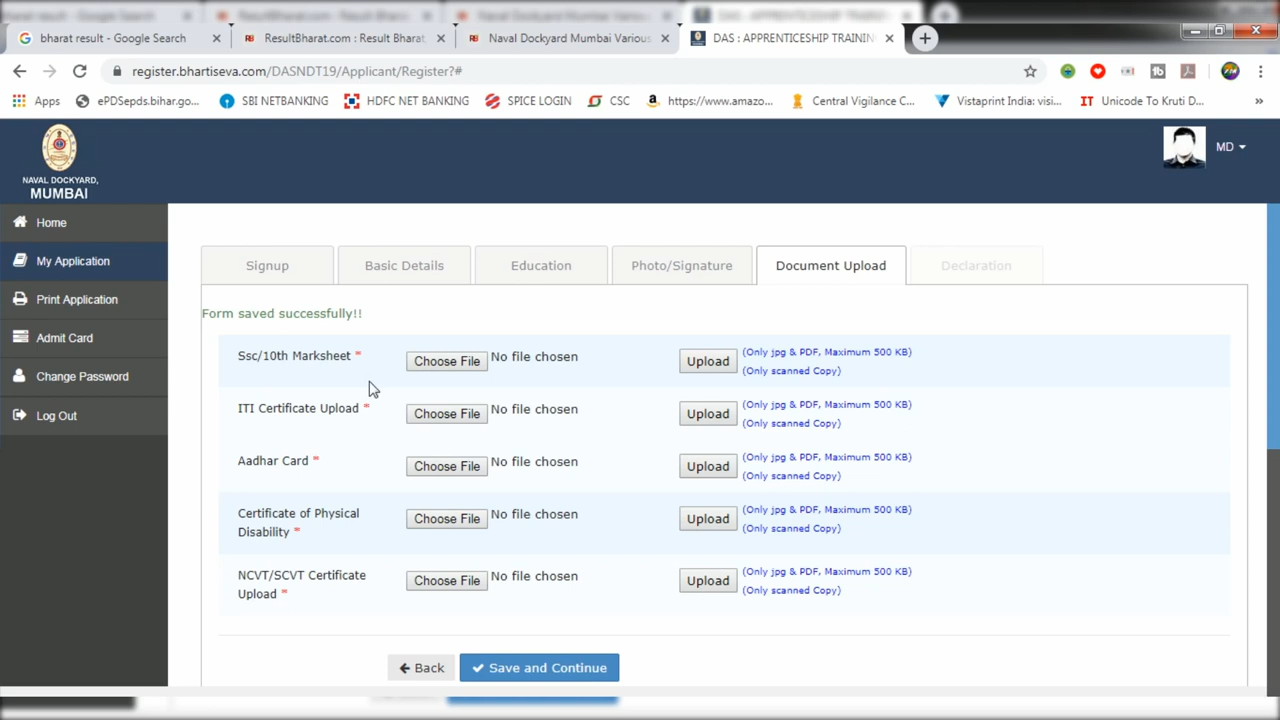 bharat result - Google Search
ResultBharat.com : Result Bharat
Naval Dockyard Mumbai Various
DAS : APPRENTICESHIP TRAININ
register.bhartiseva.com/DASNDT19/Applicant/Register?#
Apps
ePDSepds.bihar.go...
SBI NETBANKING
HDFC NET BANKING
SPICE LOGIN
CSC
https://www.amazo...
Central Vigilance C...
Vistaprint India: visi...
IT Unicode To Kruti D...
»
NAVAL DOCKYARD,
MUMBAI
MD
Home
My Application
Print Application
Admit Card
Change Password
Log Out
Signup
Basic Details
Education
Photo/Signature
Document Upload
Declaration
Form saved successfully!!
Ssc/10th Marksheet *
Choose File No file chosen
Upload
(Only jpg & PDF, Maximum 500 KB)
(Only scanned Copy)
ITI Certificate Upload *
Choose File No file chosen
Upload
(Only jpg & PDF, Maximum 500 KB)
(Only scanned Copy)
Aadhar Card *
Choose File No file chosen
Upload
(Only jpg & PDF, Maximum 500 KB)
(Only scanned Copy)
Certificate of Physical
Disability *
Choose File No file chosen
Upload
(Only jpg & PDF, Maximum 500 KB)
(Only scanned Copy)
NCVT/SCVT Certificate
Upload *
Choose File No file chosen
Upload
(Only jpg & PDF, Maximum 500 KB)
(Only scanned Copy)
Back
Save and Continue